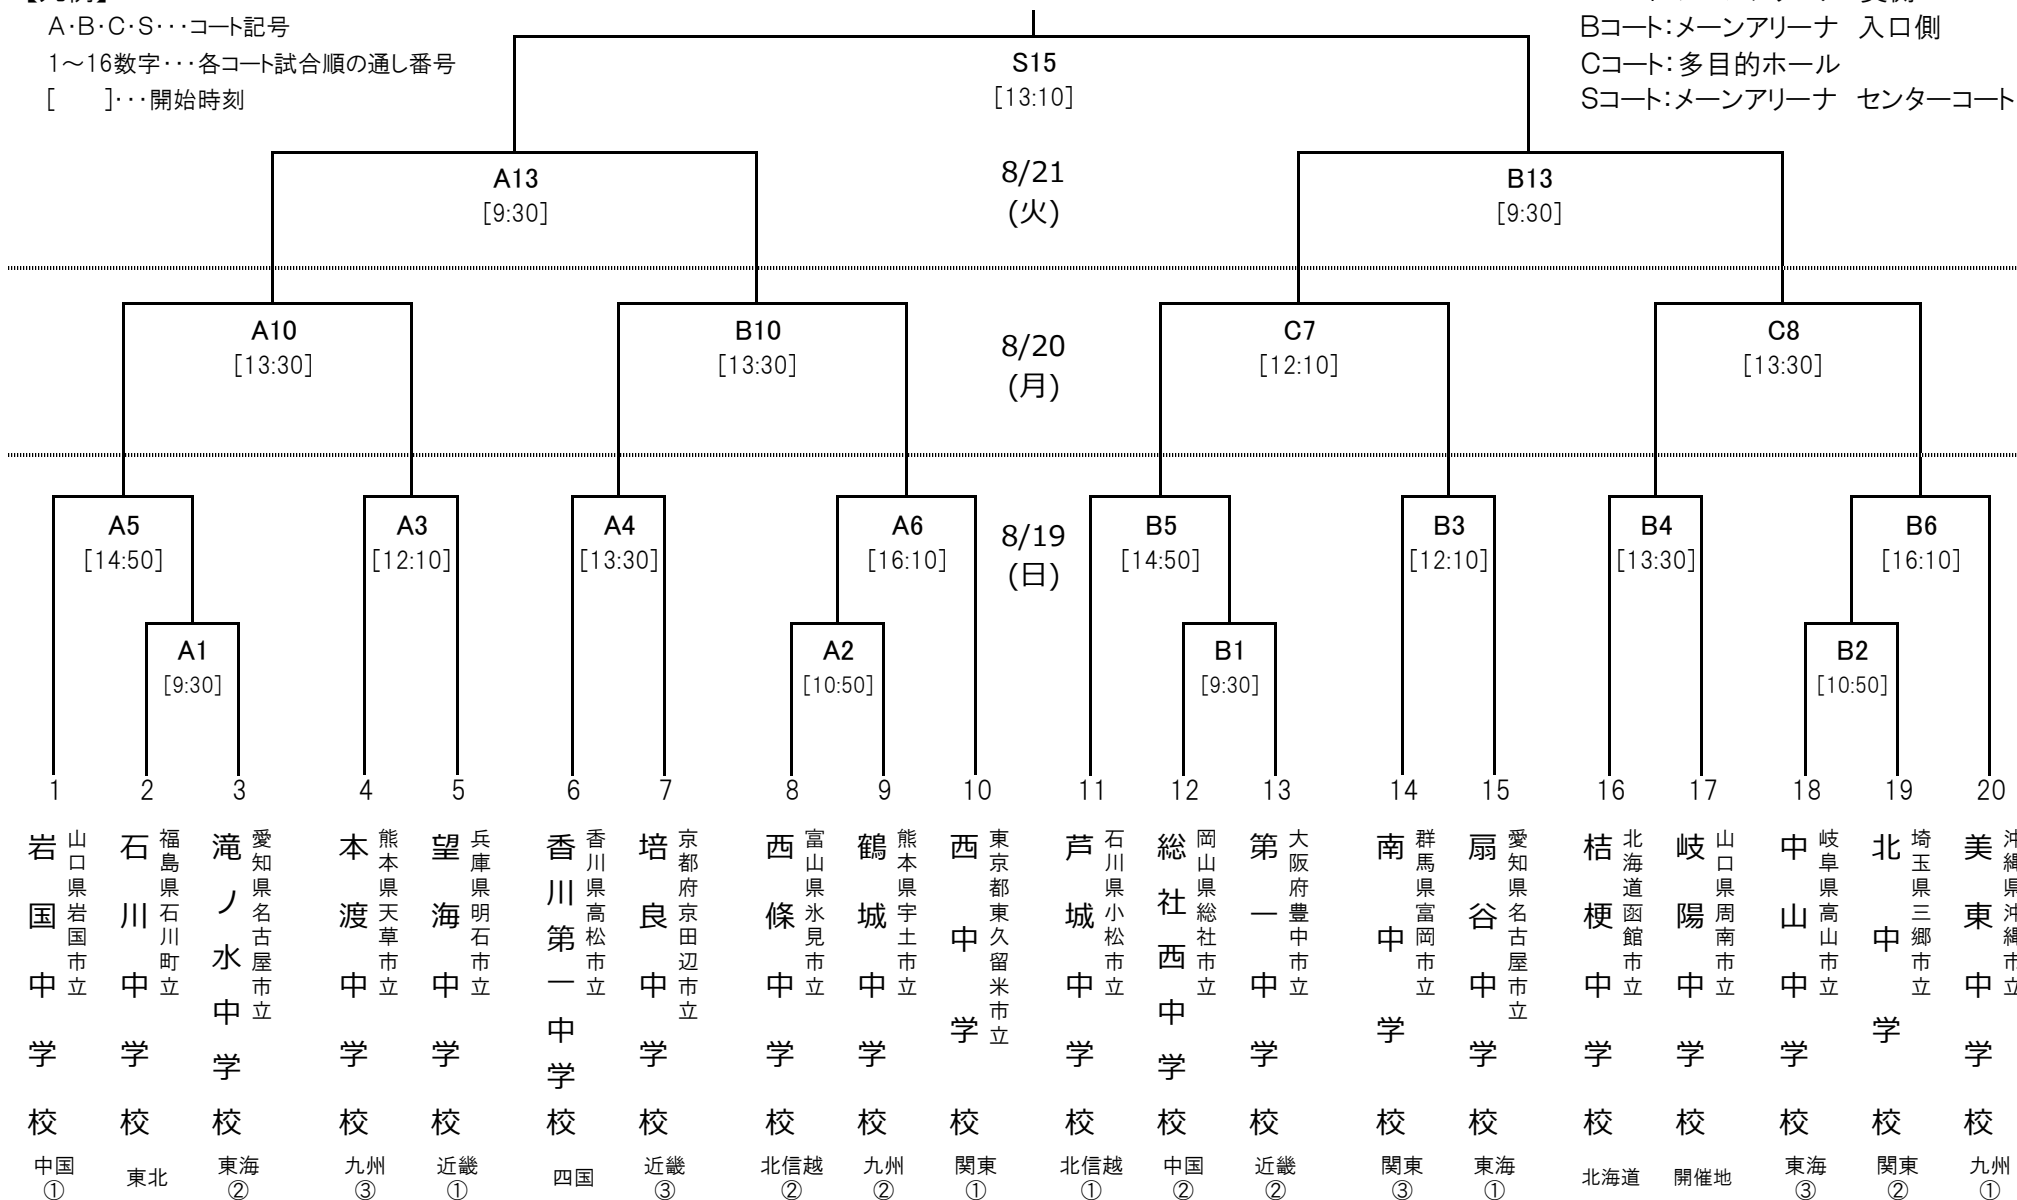 A・B・C・S・・・コート記号
1～16数字・・・各コート試合順の通し番号
[　　]・・・開始時刻
Bコート：メーンアリーナ　入口側
Cコート：多目的ホール
Sコート：メーンアリーナ　センターコート
S15
[13:10]
A13
[9:30]
8/21
(火)
B13
[9:30]
A10
[13:30]
B10
[13:30]
8/20
(月)
C7
[12:10]
C8
[13:30]
A5
[14:50]
A3
[12:10]
A4
[13:30]
A6
[16:10]
8/19
(日)
B5
[14:50]
B3
[12:10]
B4
[13:30]
B6
[16:10]
A1
[9:30]
A2
[10:50]
B1
[9:30]
B2
[10:50]
1
山口県岩国市立
岩国中学校
中国
①
2
福島県石川町立
石川中学校
東北
3
愛知県名古屋市立
滝ノ水中学校
東海
②
4
熊本県天草市立
本渡中学校
九州
③
5
兵庫県明石市立
望海中学校
近畿
①
6
香川県高松市立
香川第一中学校
四国
7
京都府京田辺市立
培良中学校
近畿
③
8
富山県氷見市立
西條中学校
北信越
②
9
熊本県宇土市立
鶴城中学校
九州
②
10
東京都東久留米市立
西中学校
関東
①
11
石川県小松市立
芦城中学校
北信越
①
12
岡山県総社市立
総社西中学校
中国
②
13
大阪府豊中市立
第一中学校
近畿
②
14
群馬県富岡市立
南中学校
関東
③
15
愛知県名古屋市立
扇谷中学校
東海
①
16
北海道函館市立
桔梗中学校
北海道
17
山口県周南市立
岐陽中学校
開催地
18
岐阜県高山市立
中山中学校
東海
③
19
埼玉県三郷市立
北中学校
関東
②
20
沖縄県沖縄市立
美東中学校
九州
①